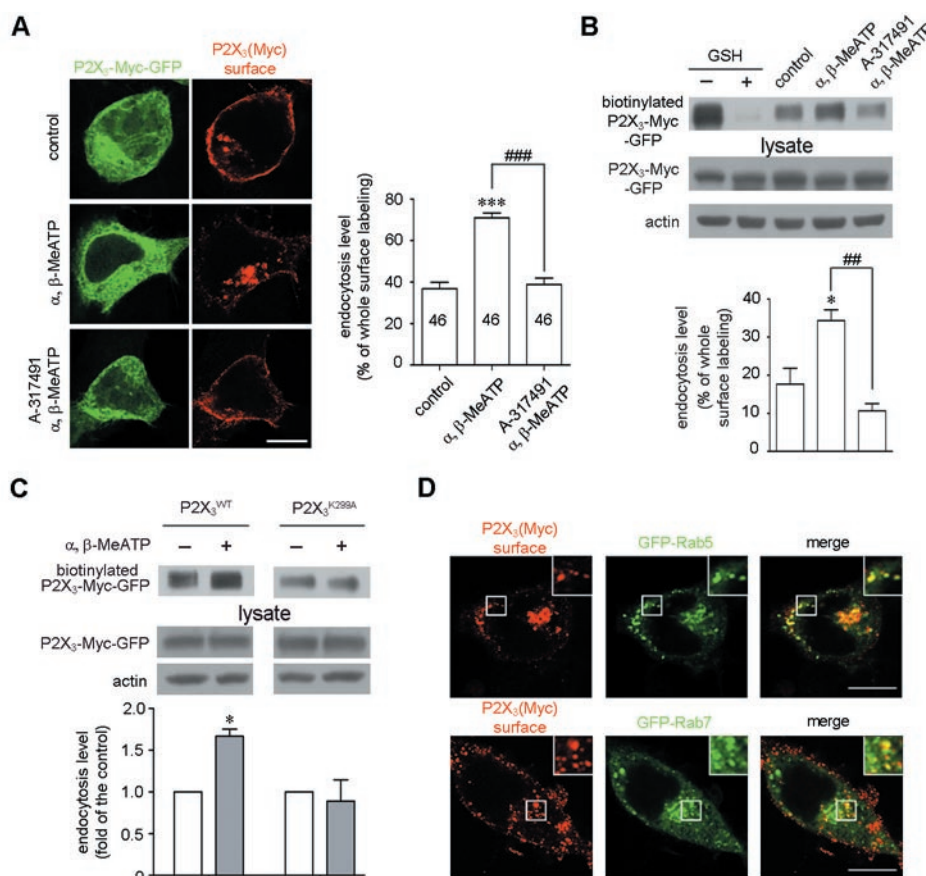 A
P2X₃-Myc-GFP
P2X₃(Myc)
surface
control
α, β-MeATP
A-317491
α, β-MeATP
endocytosis level
(% of whole surface labeling)
80
60
40
20
0
###
***
46
46
46
control
α, β-MeATP
A-317491
α, β-MeATP
B
GSH
−
+
control
α, β-MeATP
A-317491
α, β-MeATP
biotinylated
P2X₃-Myc
-GFP
lysate
P2X₃-Myc
-GFP
actin
endocytosis level
(% of whole
surface labeling)
40
30
20
10
0
##
*
C
P2X₃ᵂᵀ
P2X₃ᴷ²⁹⁹ᴬ
α, β-MeATP
−
+
−
+
biotinylated
P2X₃-Myc-GFP
lysate
P2X₃-Myc-GFP
actin
endocytosis level
(fold of the control)
2.0
1.5
1.0
0.5
0
*
D
P2X₃(Myc)
surface
GFP-Rab5
merge
P2X₃(Myc)
surface
GFP-Rab7
merge